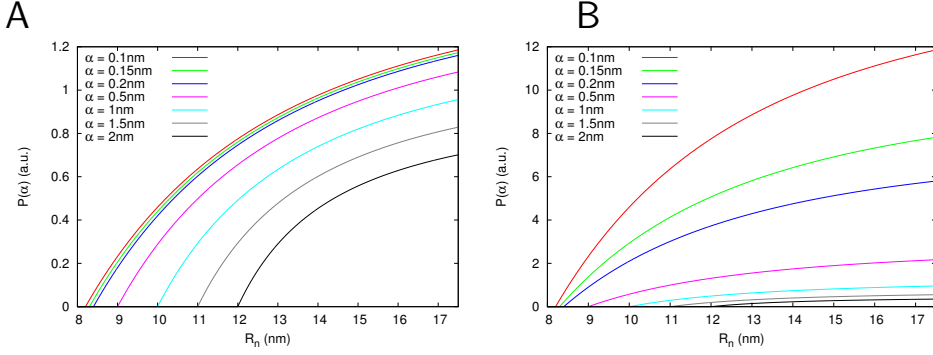 A
B
1.2
1
0.8
0.6
0.4
0.2
0
8 9 10 11 12 13 14 15 16 17
P(α) (a.u.)
R_n (nm)
α = 0.1nm
α = 0.15nm
α = 0.2nm
α = 0.5nm
α = 1nm
α = 1.5nm
α = 2nm
12
10
8
6
4
2
0
8 9 10 11 12 13 14 15 16 17
P(α) (a.u.)
R_n (nm)
α = 0.1nm
α = 0.15nm
α = 0.2nm
α = 0.5nm
α = 1nm
α = 1.5nm
α = 2nm